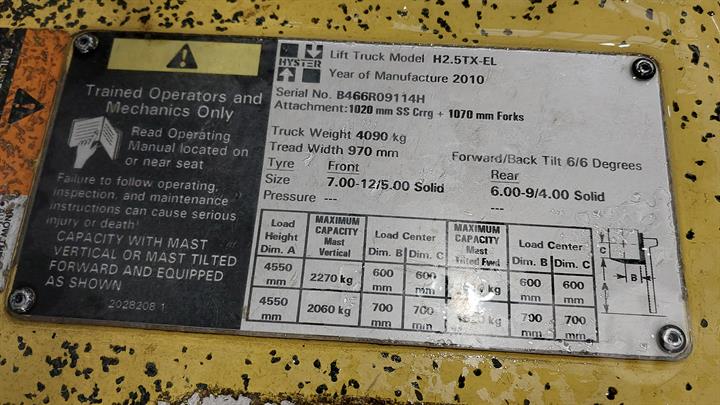 Trained Operators and
Mechanics Only
Read Operating
Manual located on
or near seat
Failure to follow operating,
inspection, and maintenance
instructions can cause serious
injury or death!
CAPACITY WITH MAST
VERTICAL OR MAST TILTED
FORWARD AND EQUIPPED
AS SHOWN
2028208 1
HYSTER
Lift Truck Model H2.5TX-EL
Year of Manufacture 2010
Serial No. B466R09114H
Attachment:1020 mm SS Crrg + 1070 mm Forks
Truck Weight 4090 kg
Tread Width 970 mm Forward/Back Tilt 6/6 Degrees
Tyre Front Rear
Size 7.00-12/5.00 Solid 6.00-9/4.00 Solid
Pressure --- ---
Load Height Dim. A MAXIMUM CAPACITY Mast Vertical Load Center Dim. B Dim. C MAXIMUM CAPACITY Mast Tilted Fwd Load Center Dim. B Dim. C
4550 mm 2270 kg 600 mm 600 mm kg 600 mm 600 mm
4550 mm 2060 kg 700 mm 700 mm kg 700 mm 700 mm
C
B
A